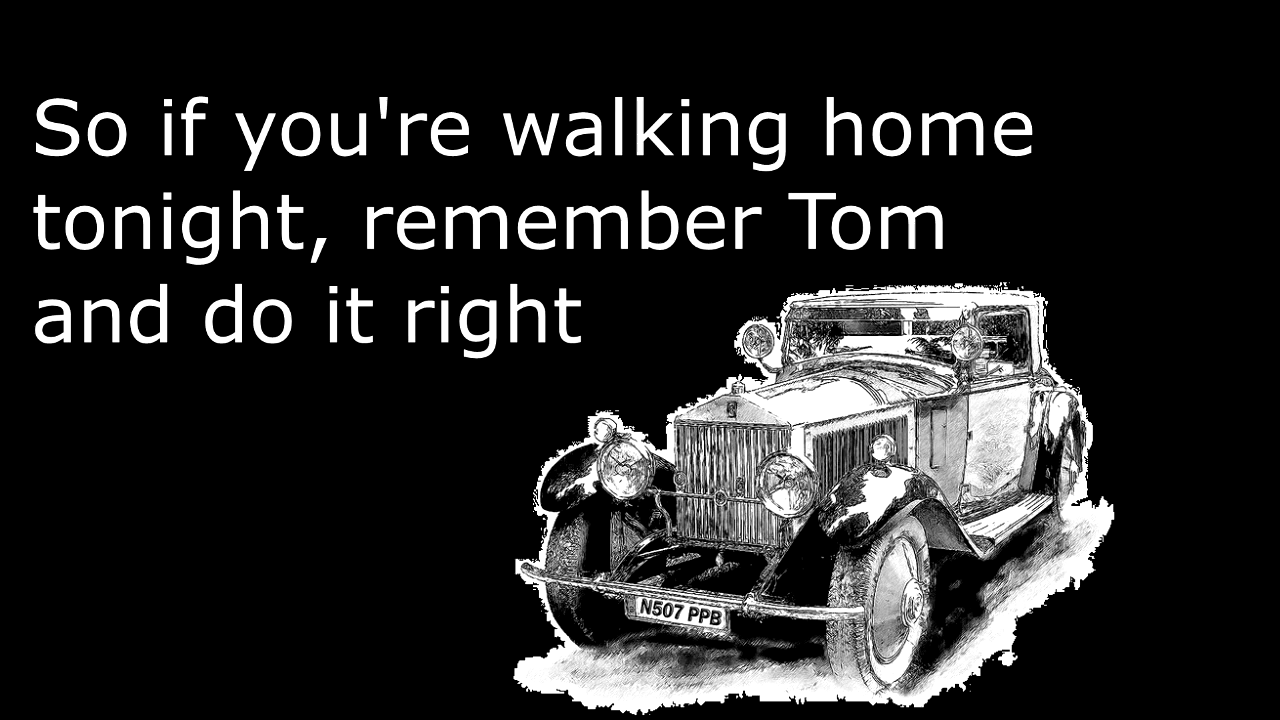 So if you're walking home
tonight, remember Tom
and do it right
N507 PPB